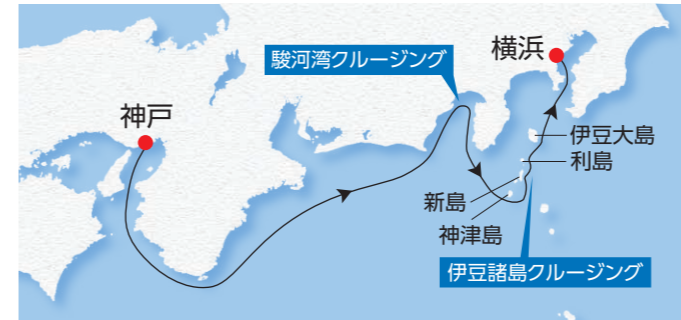 横浜
駿河湾クルージング
神戸
伊豆大島
利島
新島
神津島
伊豆諸島クルージング